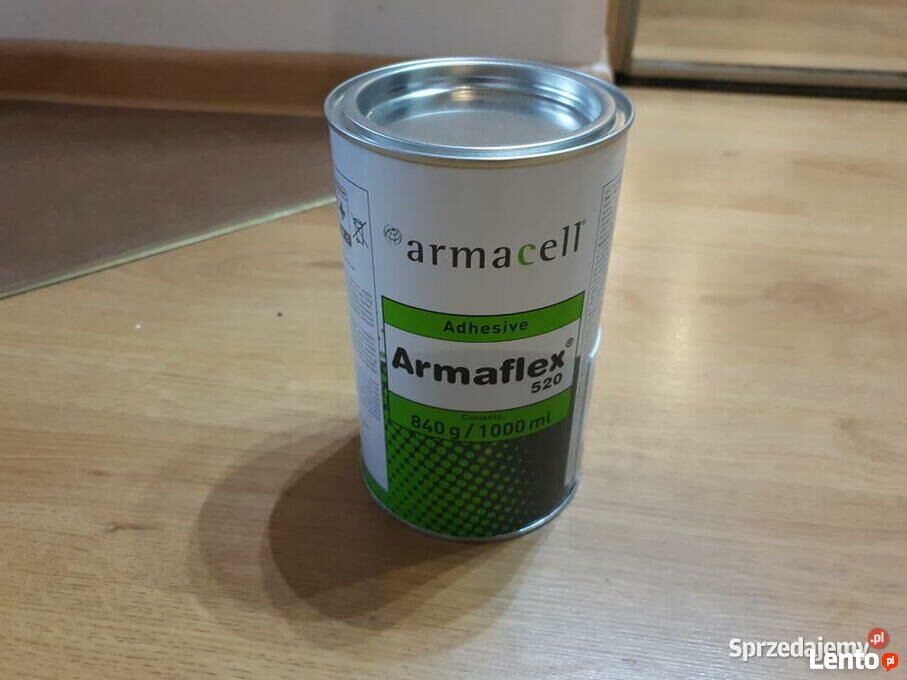 armacell®
Adhesive
Armaflex®
520
Contents:
840 g / 1000 ml
Sprzedajemy.pl
Lento.pl